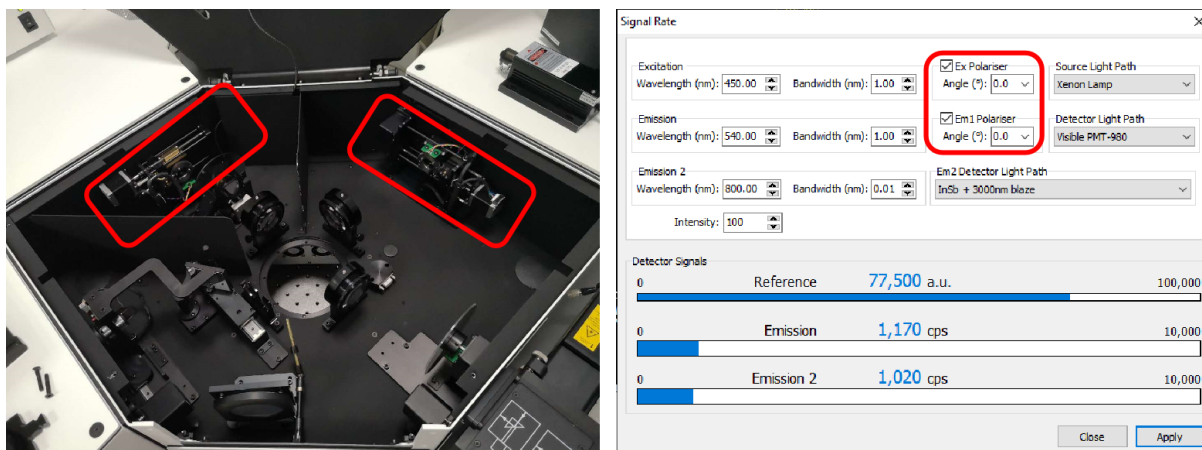 Signal Rate
Excitation
Wavelength (nm): 450.00 Bandwidth (nm): 1.00
Ex Polariser
Angle (°): 0.0
Source Light Path
Xenon Lamp
Emission
Wavelength (nm): 540.00 Bandwidth (nm): 1.00
Em1 Polariser
Angle (°): 0.0
Detector Light Path
Visible PMT-980
Emission 2
Wavelength (nm): 800.00 Bandwidth (nm): 0.01
Em2 Detector Light Path
InSb + 3000nm blaze
Intensity: 100
Detector Signals
0 Reference 77,500 a.u. 100,000
0 Emission 1,170 cps 10,000
0 Emission 2 1,020 cps 10,000
Close Apply